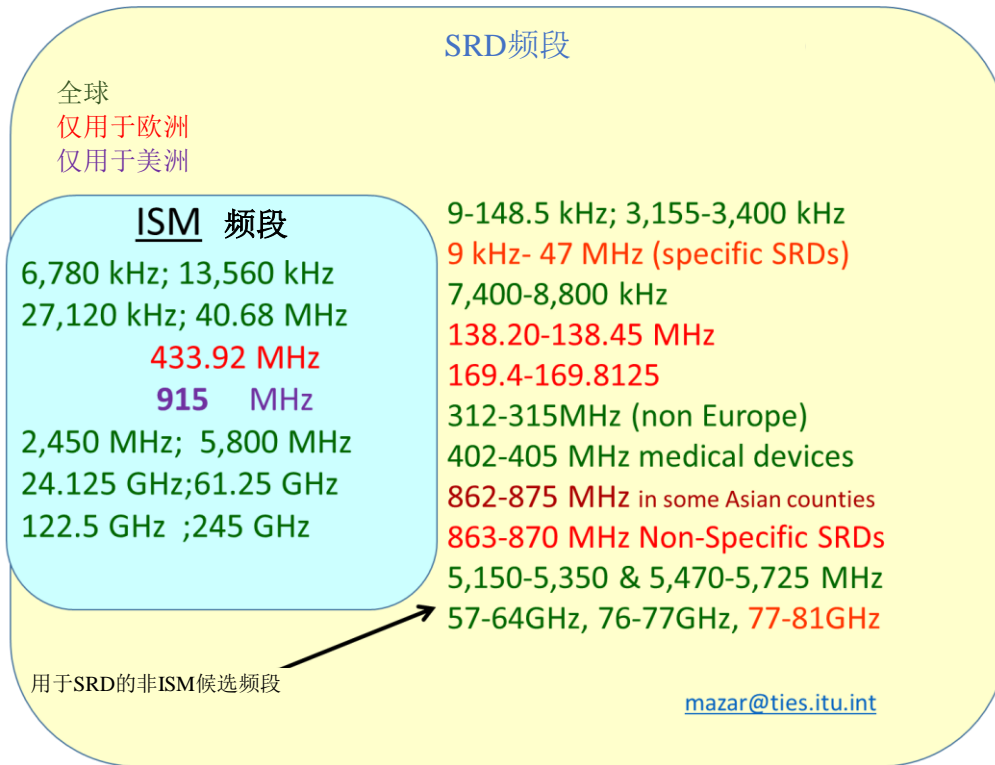 SRD频段
全球
仅用于欧洲
仅用于美洲
ISM 频段
6,780 kHz; 13,560 kHz
27,120 kHz; 40.68 MHz
433.92 MHz
915 MHz
2,450 MHz; 5,800 MHz
24.125 GHz;61.25 GHz
122.5 GHz ;245 GHz
9-148.5 kHz; 3,155-3,400 kHz
9 kHz- 47 MHz (specific SRDs)
7,400-8,800 kHz
138.20-138.45 MHz
169.4-169.8125
312-315MHz (non Europe)
402-405 MHz medical devices
862-875 MHz in some Asian counties
863-870 MHz Non-Specific SRDs
5,150-5,350 & 5,470-5,725 MHz
57-64GHz, 76-77GHz, 77-81GHz
用于SRD的非ISM候选频段
mazar@ties.itu.int